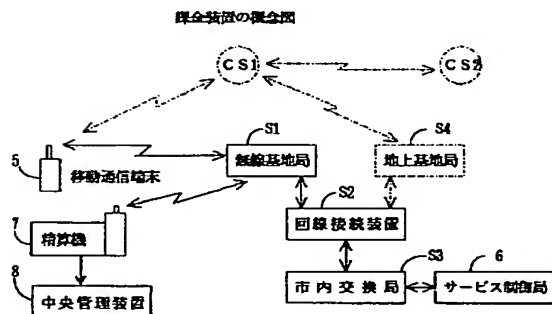 課金装置の概念図
CS1
CS2
S1
S4
5
移動通信端末
無線基地局
地上基地局
S2
7
精算機
回線接続装置
S3
6
8
中央管理装置
市内交換局
サービス制御局